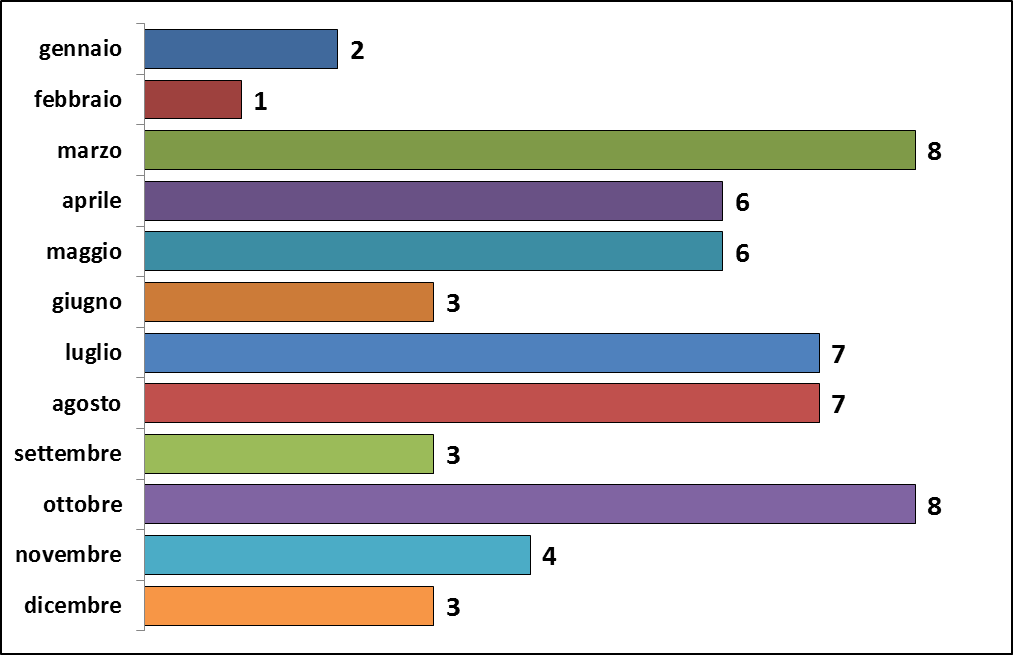 gennaio 2
febbraio 1
marzo 8
aprile 6
maggio 6
giugno 3
luglio 7
agosto 7
settembre 3
ottobre 8
novembre 4
dicembre 3